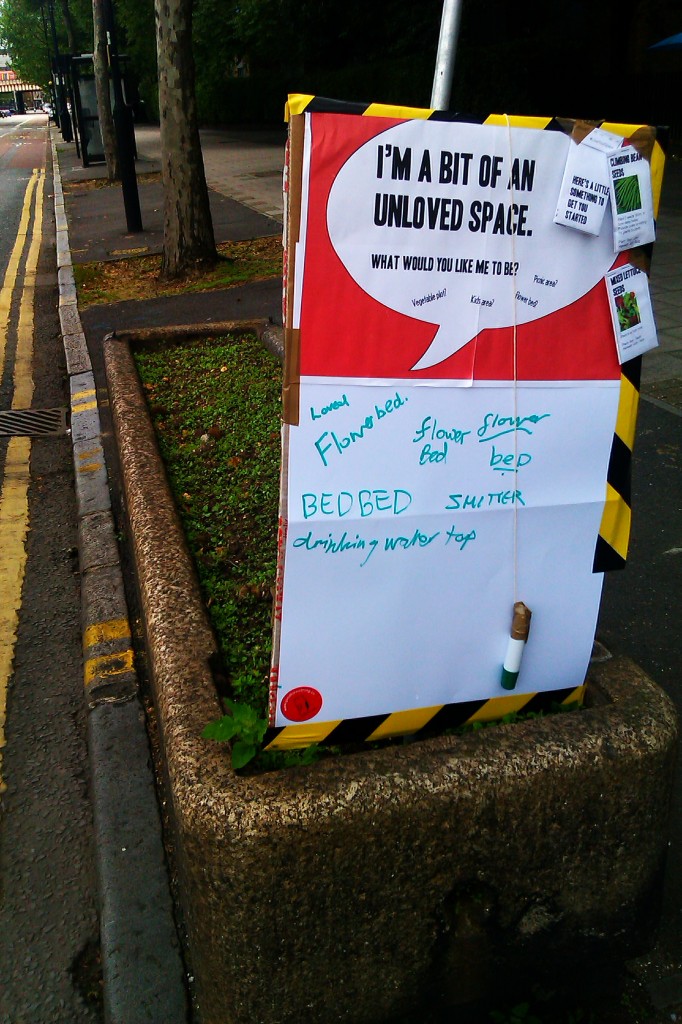 I'M A BIT OF AN
UNLOVED SPACE.
WHAT WOULD YOU LIKE ME TO BE?
Vegetable plot?
Kids area?
Picnic area?
flower bed?
HERE'S A LITTLE
SOMETHING TO
GET YOU
STARTED
CLIMBING BEAN
SEEDS
MIXED LETTUCE
SEEDS
Loved
Flowerbed.
flower
Bed
flower
bed
BEDBED
SMITTER
drinking water tap